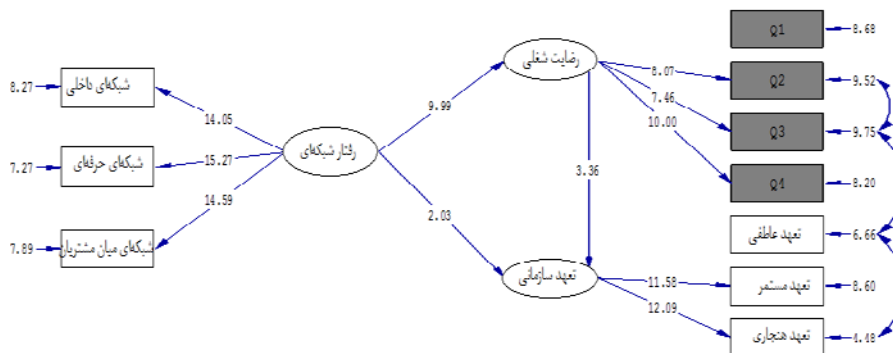 Q1
8.68
رضایت شغلی
8.07
Q2
9.52
8.27
شبکه‌ای داخلی
9.99
7.46
14.05
10.00
Q3
9.75
رفتار شبکه‌ای
7.27
شبکه‌ای حرفه‌ای
15.27
3.36
Q4
8.20
14.59
2.03
تعهد عاطفی
6.66
7.89
شبکه‌ای میان مشتریان
تعهد سازمانی
11.58
تعهد مستمر
8.60
12.09
تعهد هنجاری
4.48